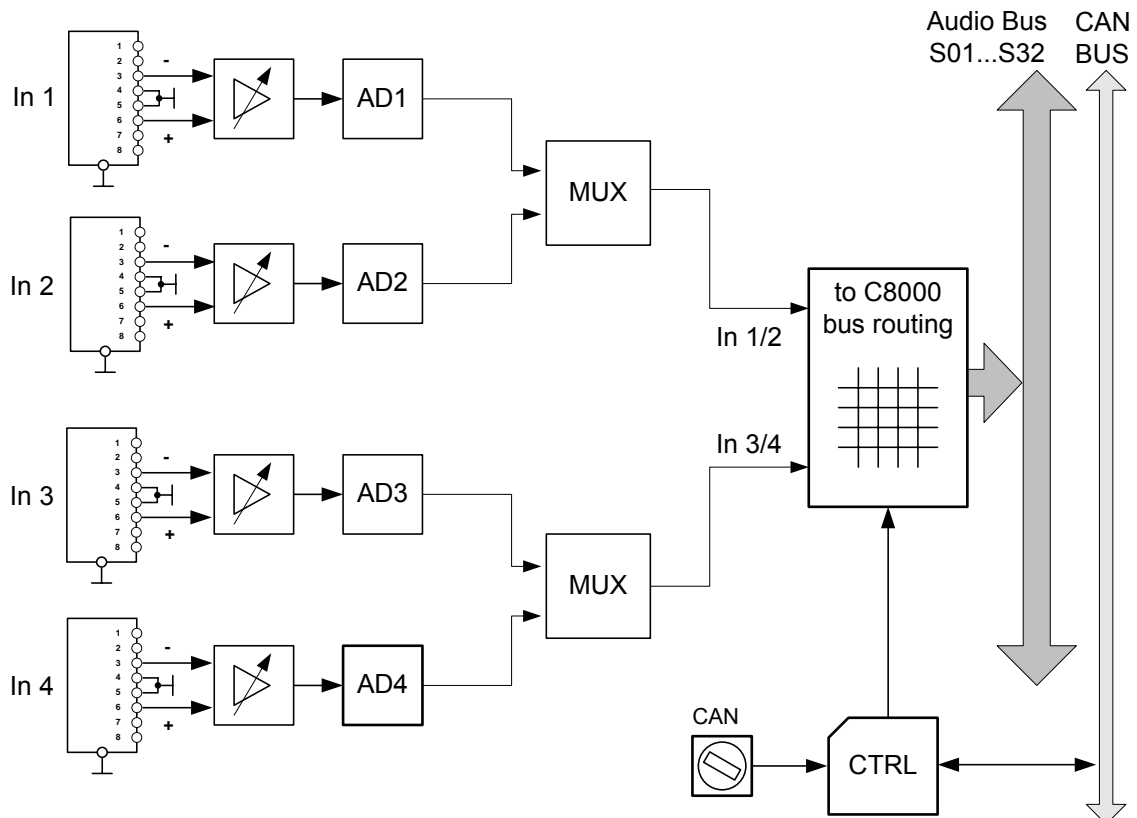 Audio Bus
S01...S32
CAN
BUS
In 1
1
2
3
4
5
6
7
8
-
+
AD1
MUX
In 2
1
2
3
4
5
6
7
8
-
+
AD2
In 1/2
to C8000
bus routing
In 3
1
2
3
4
5
6
7
8
-
+
AD3
In 3/4
MUX
In 4
1
2
3
4
5
6
7
8
-
+
AD4
CAN
CTRL